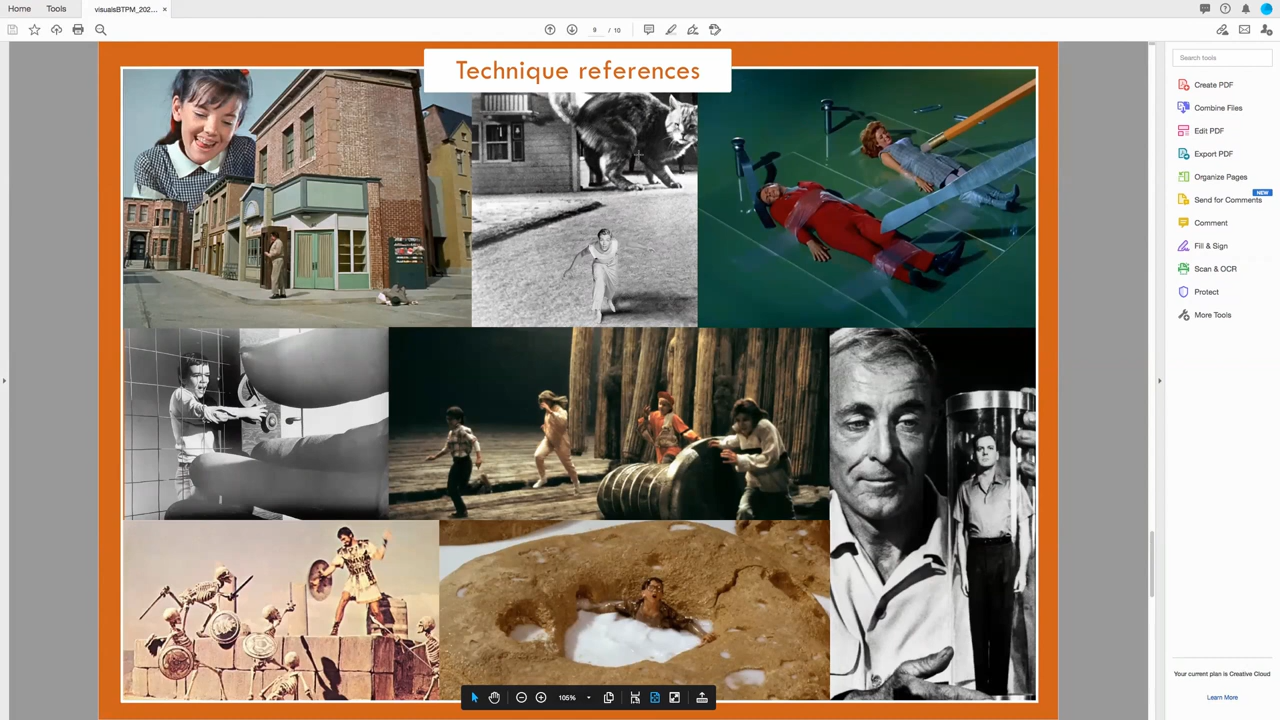 Home
Tools
visualsBTPM_202...
9
/ 10
Search tools
Technique references
Create PDF
Combine Files
Edit PDF
Export PDF
Organize Pages
NEW
Send for Comments
Comment
Fill & Sign
Scan & OCR
Protect
More Tools
105%
Your current plan is Creative Cloud
Learn More